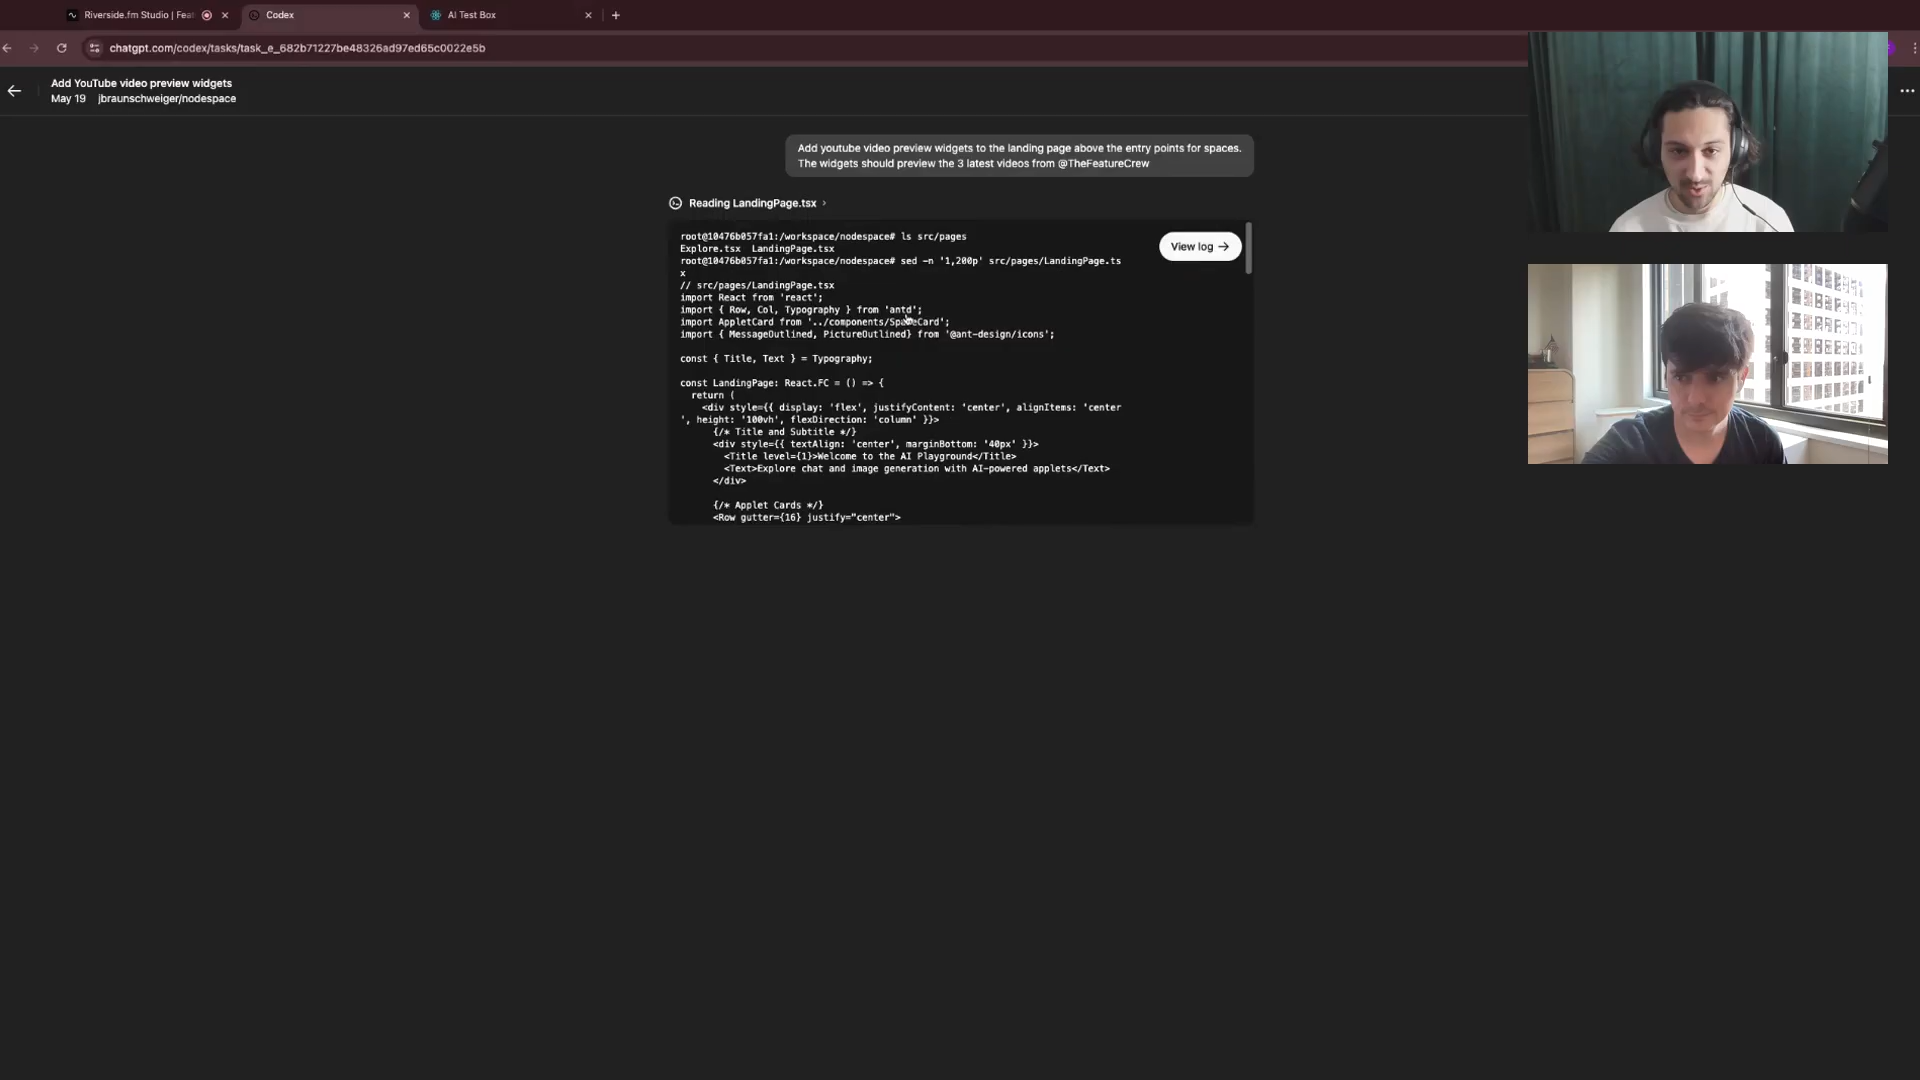 Riverside.fm Studio | Feat
Codex
AI Test Box
chatgpt.com/codex/tasks/task_e_682b71227be48326ad97ed65c0022e5b
Add YouTube video preview widgets
May 19 jbraunschweiger/nodespace
Add youtube video preview widgets to the landing page above the entry points for spaces.
The widgets should preview the 3 latest videos from @TheFeatureCrew
Reading LandingPage.tsx
View log →
root@10476b057fa1:/workspace/nodespace# ls src/pages
Explore.tsx  LandingPage.tsx
root@10476b057fa1:/workspace/nodespace# sed -n '1,200p' src/pages/LandingPage.ts
x
// src/pages/LandingPage.tsx
import React from 'react';
import { Row, Col, Typography } from 'antd';
import AppletCard from '../components/SpaceCard';
import { MessageOutlined, PictureOutlined} from '@ant-design/icons';
const { Title, Text } = Typography;
const LandingPage: React.FC = () => {
return (
<div style={{ display: 'flex', justifyContent: 'center', alignItems: 'center
', height: '100vh', flexDirection: 'column' }}>
{/* Title and Subtitle */}
<div style={{ textAlign: 'center', marginBottom: '40px' }}>
<Title level={1}>Welcome to the AI Playground</Title>
<Text>Explore chat and image generation with AI-powered applets</Text>
</div>
{/* Applet Cards */}
<Row gutter={16} justify="center">